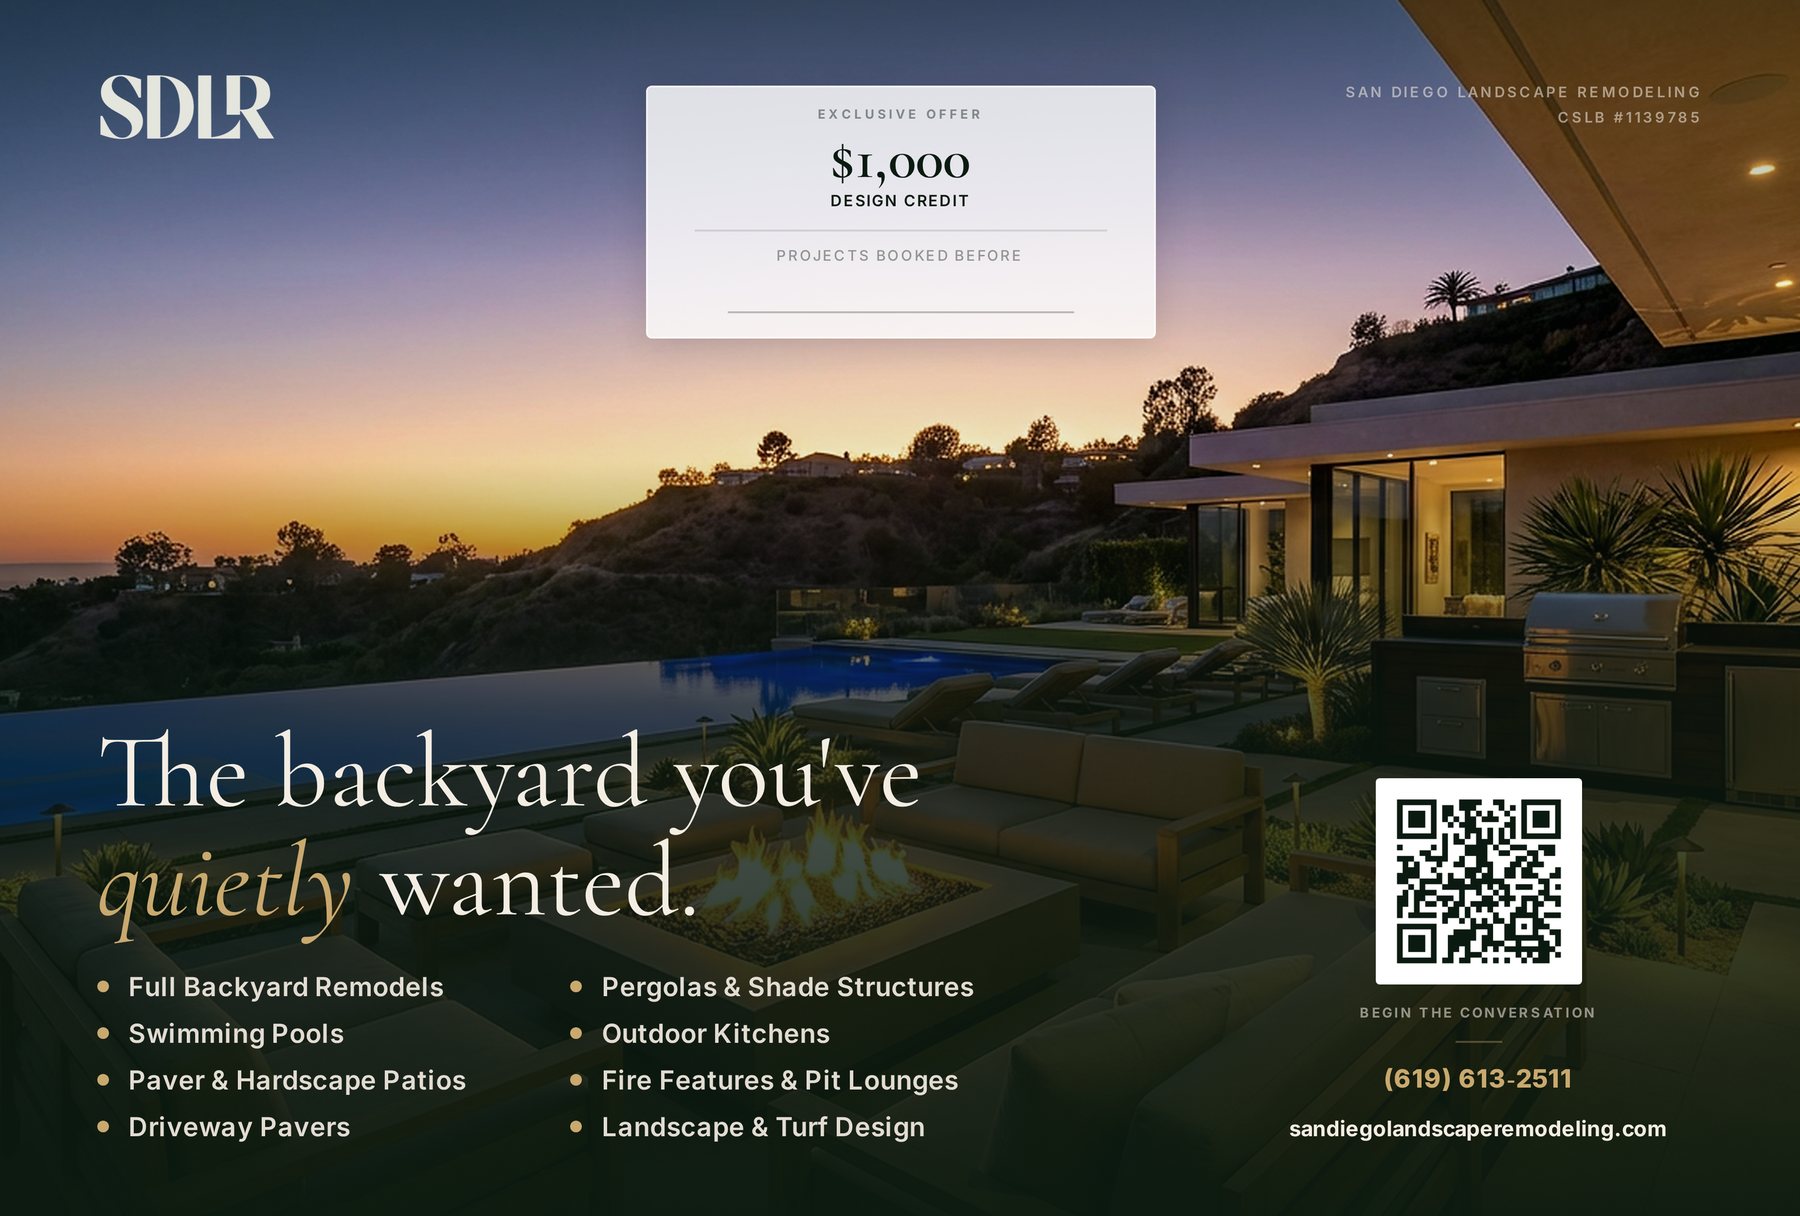 SDLR
EXCLUSIVE OFFER
$1,000
DESIGN CREDIT
PROJECTS BOOKED BEFORE
SAN DIEGO LANDSCAPE REMODELING
CSLB #1139785
The backyard you've
quietly wanted.
Full Backyard Remodels
Swimming Pools
Paver & Hardscape Patios
Driveway Pavers
Pergolas & Shade Structures
Outdoor Kitchens
Fire Features & Pit Lounges
Landscape & Turf Design
BEGIN THE CONVERSATION
(619) 613-2511
sandiegolandscaperemodeling.com